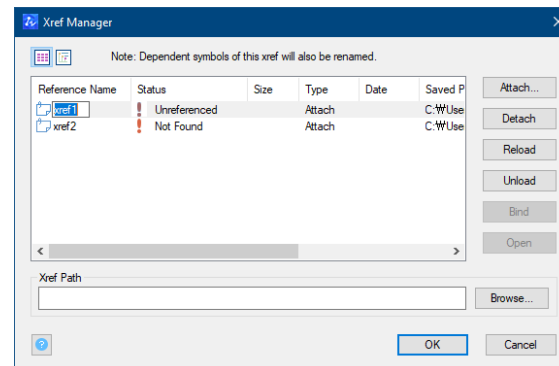 Xref Manager
Note: Dependent symbols of this xref will also be renamed.
Reference Name Status Size Type Date Saved P
xref1 Unreferenced Attach C:₩Use
xref2 Not Found Attach C:₩Use
Attach...
Detach
Reload
Unload
Bind
Open
Xref Path
Browse...
? OK Cancel